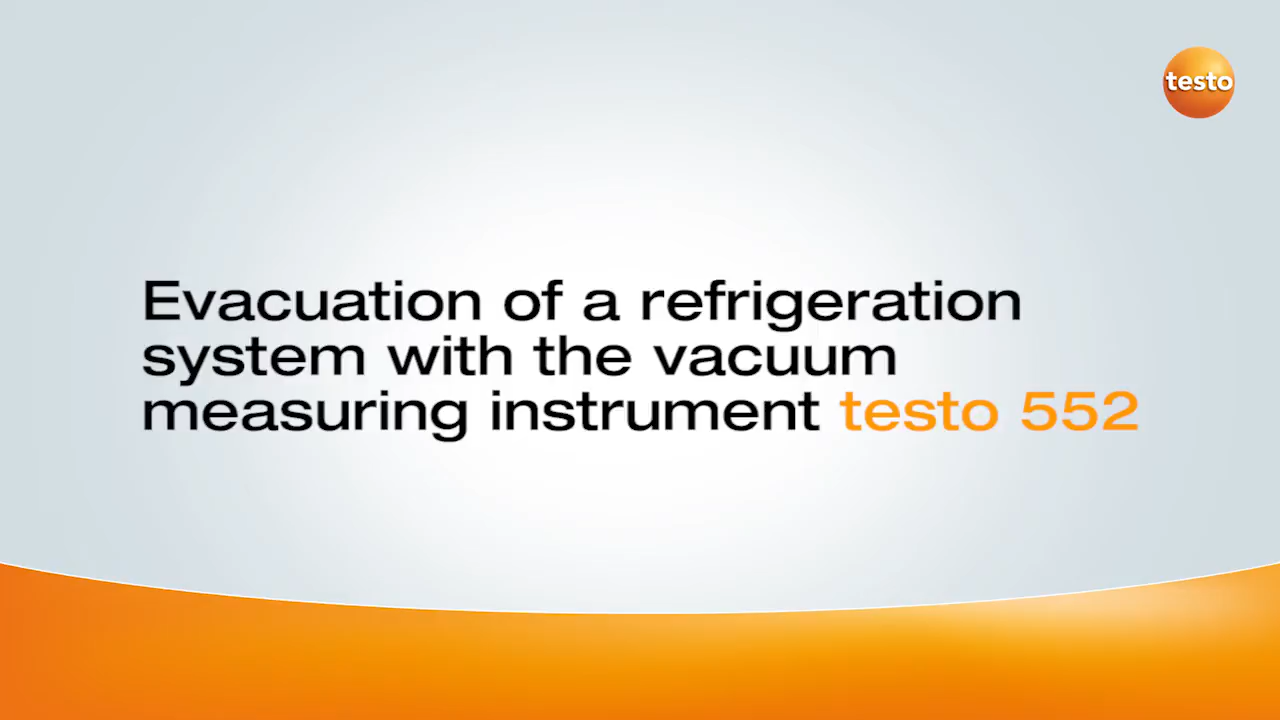 testo
Evacuation of a refrigeration
system with the vacuum
measuring instrument testo 552